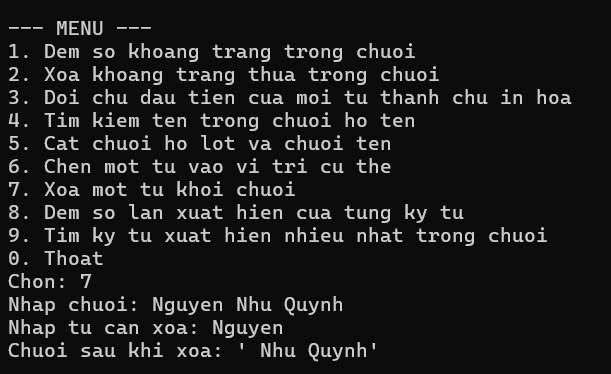 --- MENU ---
1. Dem so khoang trang trong chuoi
2. Xoa khoang trang thua trong chuoi
3. Doi chu dau tien cua moi tu thanh chu in hoa
4. Tim kiem ten trong chuoi ho ten
5. Cat chuoi ho lot va chuoi ten
6. Chen mot tu vao vi tri cu the
7. Xoa mot tu khoi chuoi
8. Dem so lan xuat hien cua tung ky tu
9. Tim ky tu xuat hien nhieu nhat trong chuoi
0. Thoat
Chon: 7
Nhap chuoi: Nguyen Nhu Quynh
Nhap tu can xoa: Nguyen
Chuoi sau khi xoa: ' Nhu Quynh'